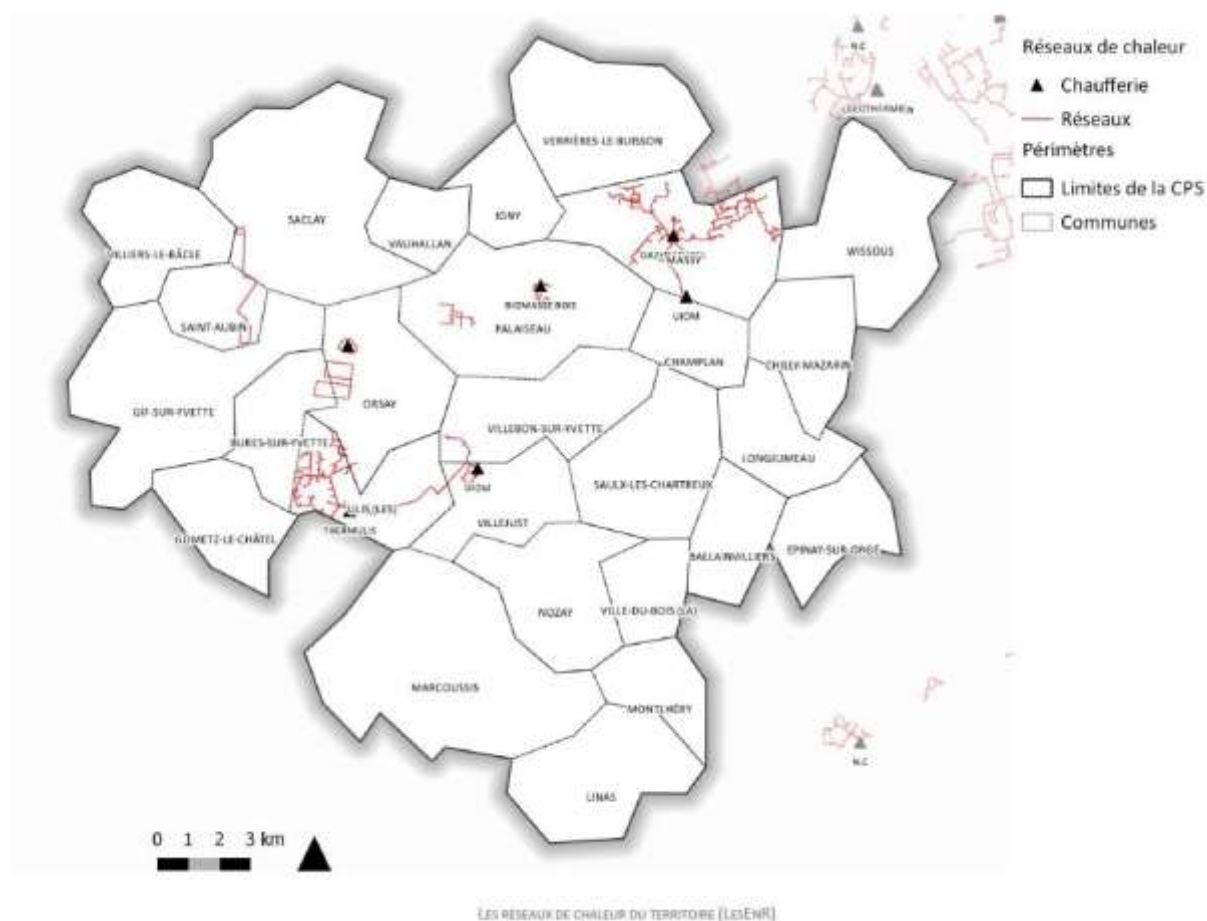 Réseaux de chaleur
Chaufferie
Réseaux
Périmètres
Limites de la CPS
Communes
N.C
VERRIÈRES-LE-BUISSON
IGNY
SACLAY
VAUHALLAN
VILLIERS-LE-BÂCLE
WISSOUS
MASSY
BIOMASSE BOIS
PALAISEAU
UIOM
SAINT-AUBIN
CHAMPLAN
CHILLY-MAZARIN
GIF-SUR-YVETTE
ORSAY
VILLEBON-SUR-YVETTE
BURES-SUR-YVETTE
LONGJUMEAU
SAULX-LES-CHARTREUX
UIOM
ULIS (LES)
THERMULIS
VILLEJUST
GOMETZ-LE-CHÂTEL
BALLAINVILLIERS
EPINAY-SUR-ORGE
NOZAY
VILLE-DU-BOIS (LA)
MARCOUSSIS
MONTLHÉRY
N.C
LINAS
0 1 2 3 km
LES RÉSEAUX DE CHALEUR DU TERRITOIRE [LESENR]